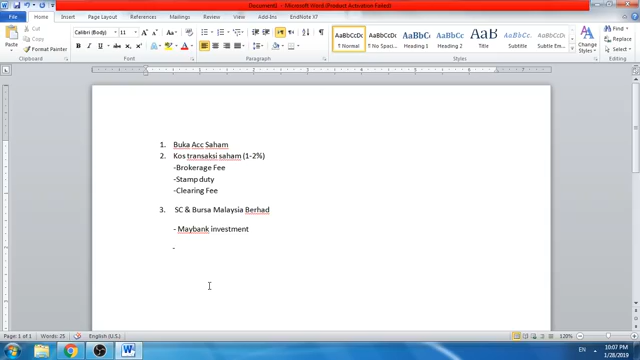 Document1 - Microsoft Word (Product Activation Failed)
File Home Insert Page Layout References Mailings Review View Add-Ins EndNote X7
Cut
Copy
Format Painter
Paste
Clipboard
Calibri (Body) 11
Font
Paragraph
AaBbCcDc AaBbCcDc AaBbC AaBbCc AaB AaBbCc. AaBbCcDc
¶ Normal ¶ No Spaci... Heading 1 Heading 2 Title Subtitle Subtle Em...
Styles
Change Styles
Find
Replace
Select
Editing
1. Buka Acc Saham
2. Kos transaksi saham (1-2%)
-Brokerage Fee
-Stamp duty
-Clearing Fee
3. SC & Bursa Malaysia Berhad
- Maybank investment
-
Page: 1 of 1 Words: 25 English (U.S.) 120%
EN 10:07 PM
1/28/2019